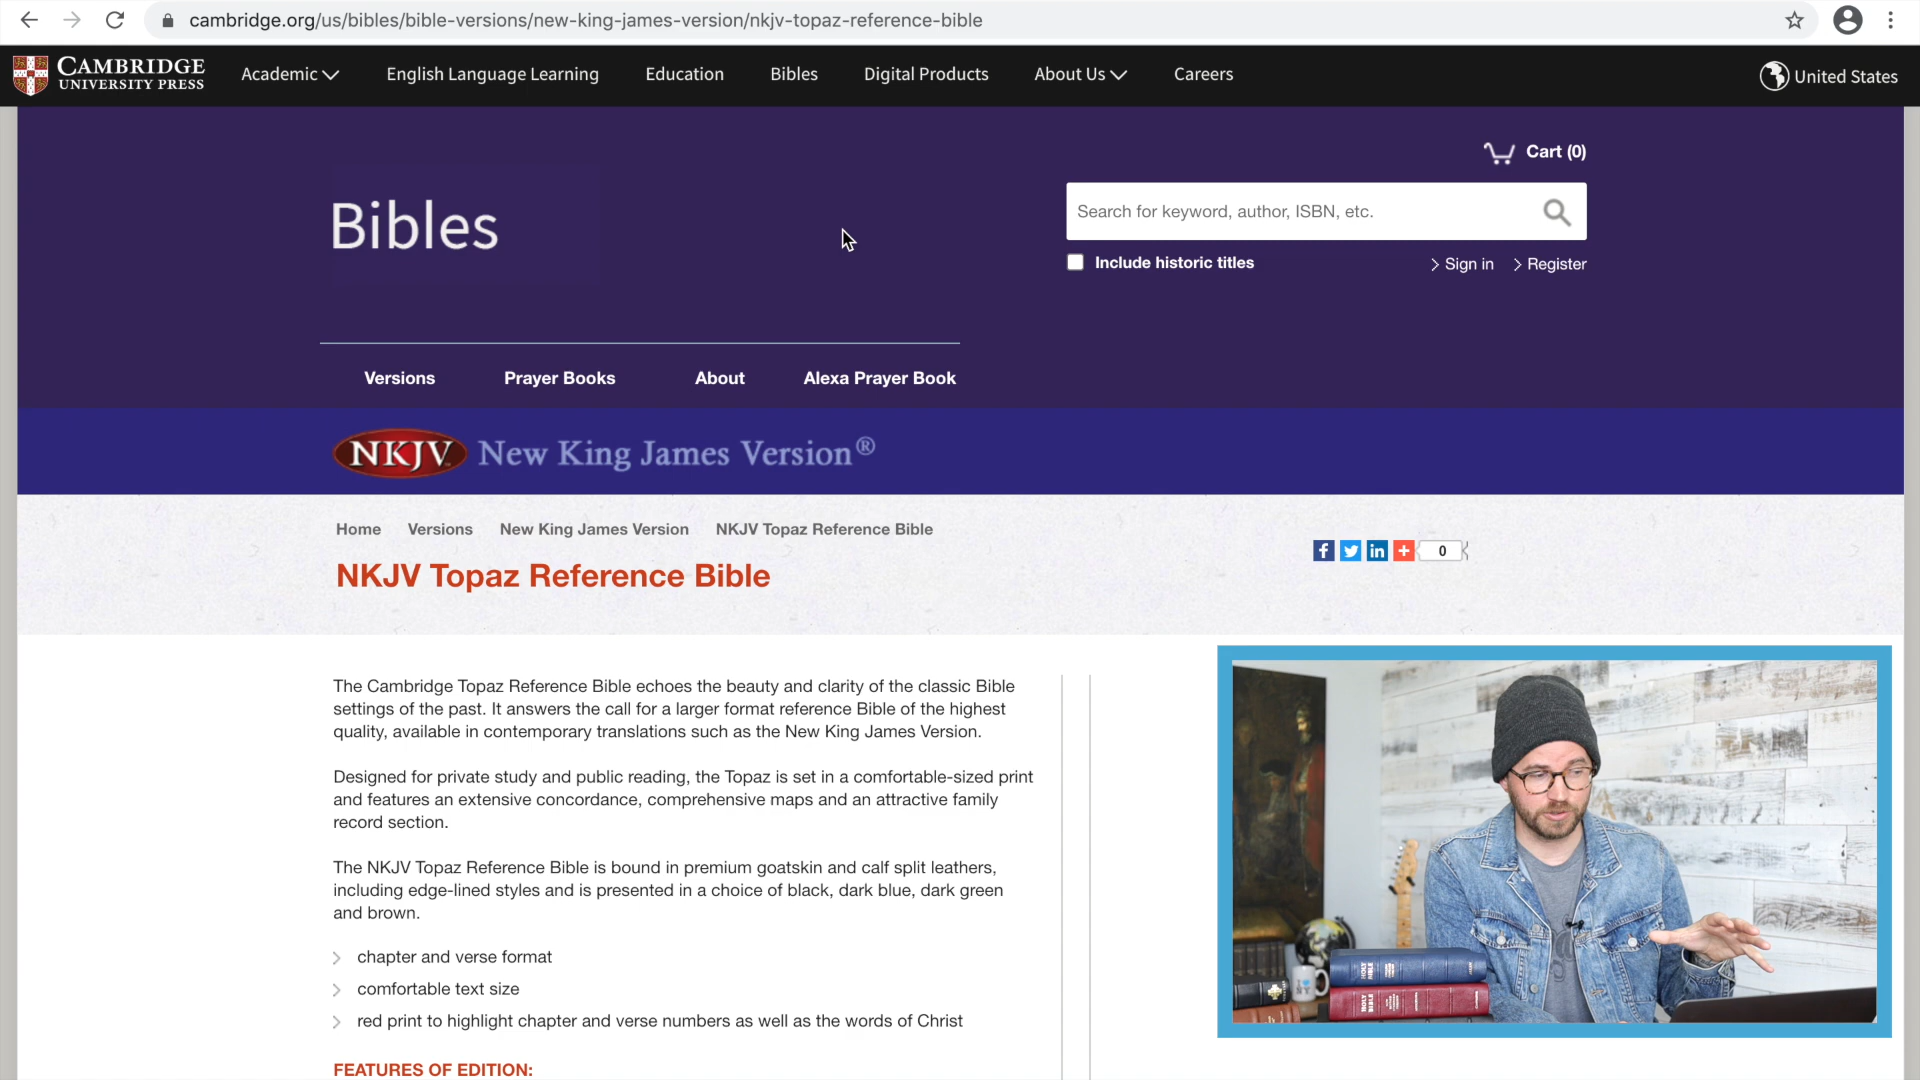 cambridge.org/us/bibles/bible-versions/new-king-james-version/nkjv-topaz-reference-bible
CAMBRIDGE
UNIVERSITY PRESS
Academic
English Language Learning
Education
Bibles
Digital Products
About Us
Careers
United States
Cart (0)
Bibles
Search for keyword, author, ISBN, etc.
Include historic titles
Sign in
Register
Versions
Prayer Books
About
Alexa Prayer Book
NKJV New King James Version®
Home
Versions
New King James Version
NKJV Topaz Reference Bible
0
NKJV Topaz Reference Bible
The Cambridge Topaz Reference Bible echoes the beauty and clarity of the classic Bible
settings of the past. It answers the call for a larger format reference Bible of the highest
quality, available in contemporary translations such as the New King James Version.
Designed for private study and public reading, the Topaz is set in a comfortable-sized print
and features an extensive concordance, comprehensive maps and an attractive family
record section.
The NKJV Topaz Reference Bible is bound in premium goatskin and calf split leathers,
including edge-lined styles and is presented in a choice of black, dark blue, dark green
and brown.
chapter and verse format
comfortable text size
red print to highlight chapter and verse numbers as well as the words of Christ
FEATURES OF EDITION:
HOLY BIBLE
HOLY BIBLE